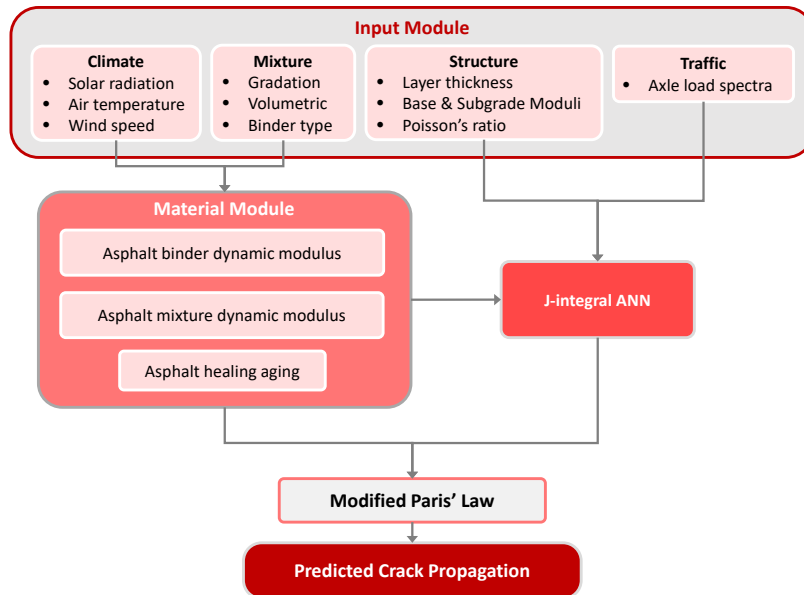 Input Module
Climate
• Solar radiation
• Air temperature
• Wind speed
Mixture
• Gradation
• Volumetric
• Binder type
Structure
• Layer thickness
• Base & Subgrade Moduli
• Poisson's ratio
Traffic
• Axle load spectra
Material Module
Asphalt binder dynamic modulus
Asphalt mixture dynamic modulus
Asphalt healing aging
J-integral ANN
Modified Paris' Law
Predicted Crack Propagation